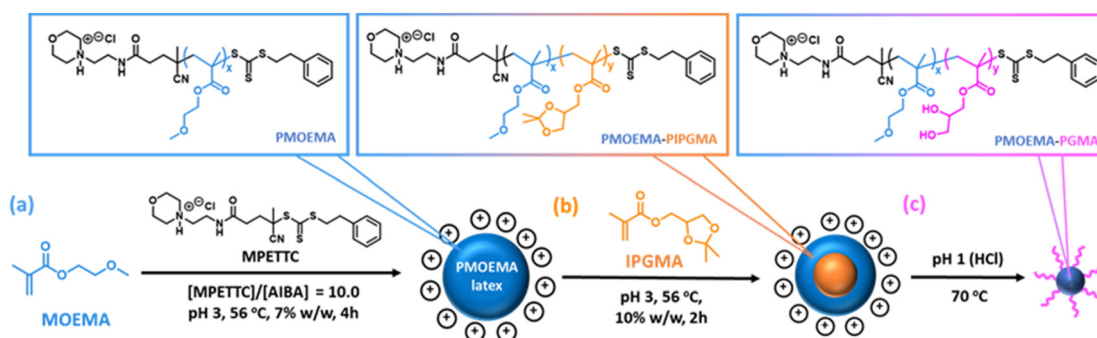 PMOEMA
PMOEMA-PIPGMA
PMOEMA-PGMA
(a)
MPETTC
MOEMA
[MPETTC]/[AIBA] = 10.0
pH 3, 56 °C, 7% w/w, 4h
PMOEMA
latex
(b)
IPGMA
pH 3, 56 °C,
10% w/w, 2h
(c)
pH 1 (HCl)
70 °C